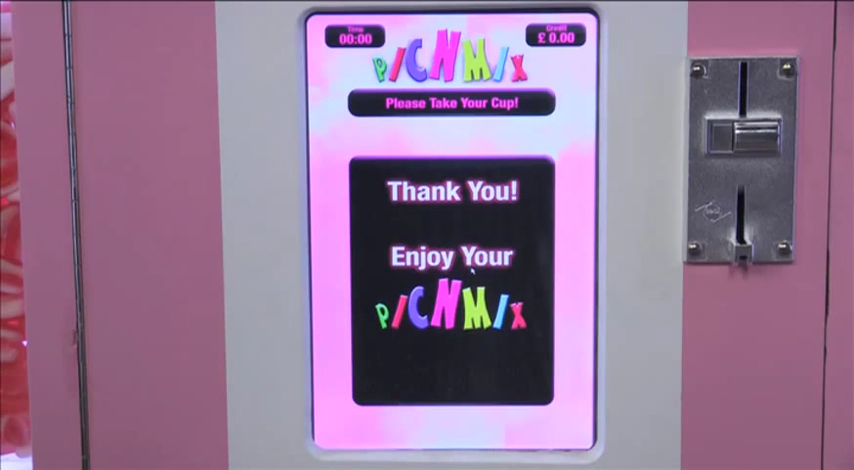 Time
00:00
Credit
£ 0.00
PICNMIX
Please Take Your Cup!
Thank You!
Enjoy Your
PICNMIX